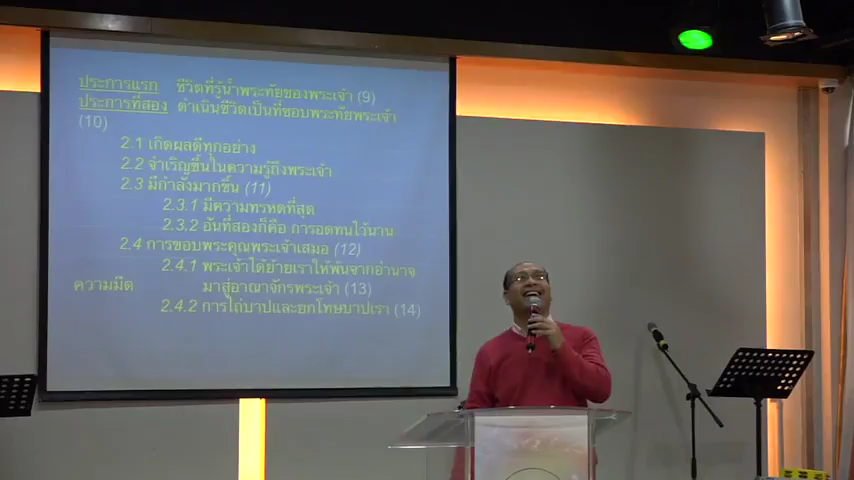 ประการแรก ชีวิตที่รู้น้ำพระทัยของพระเจ้า (9)
ประการที่สอง ดำเนินชีวิตเป็นที่ชอบพระทัยพระเจ้า
(10)
2.1 เกิดผลดีทุกอย่าง
2.2 จำเริญขึ้นในความรู้ถึงพระเจ้า
2.3 มีกำลังมากขึ้น (11)
2.3.1 มีความทรหดที่สุด
2.3.2 อันที่สองก็คือ การอดทนไว้นาน
2.4 การขอบพระคุณพระเจ้าเสมอ (12)
2.4.1 พระเจ้าได้ย้ายเราให้พ้นจากอำนาจ
ความมืด มาสู่อาณาจักรพระเจ้า (13)
2.4.2 การไถ่บาปและยกโทษบาปเรา (14)